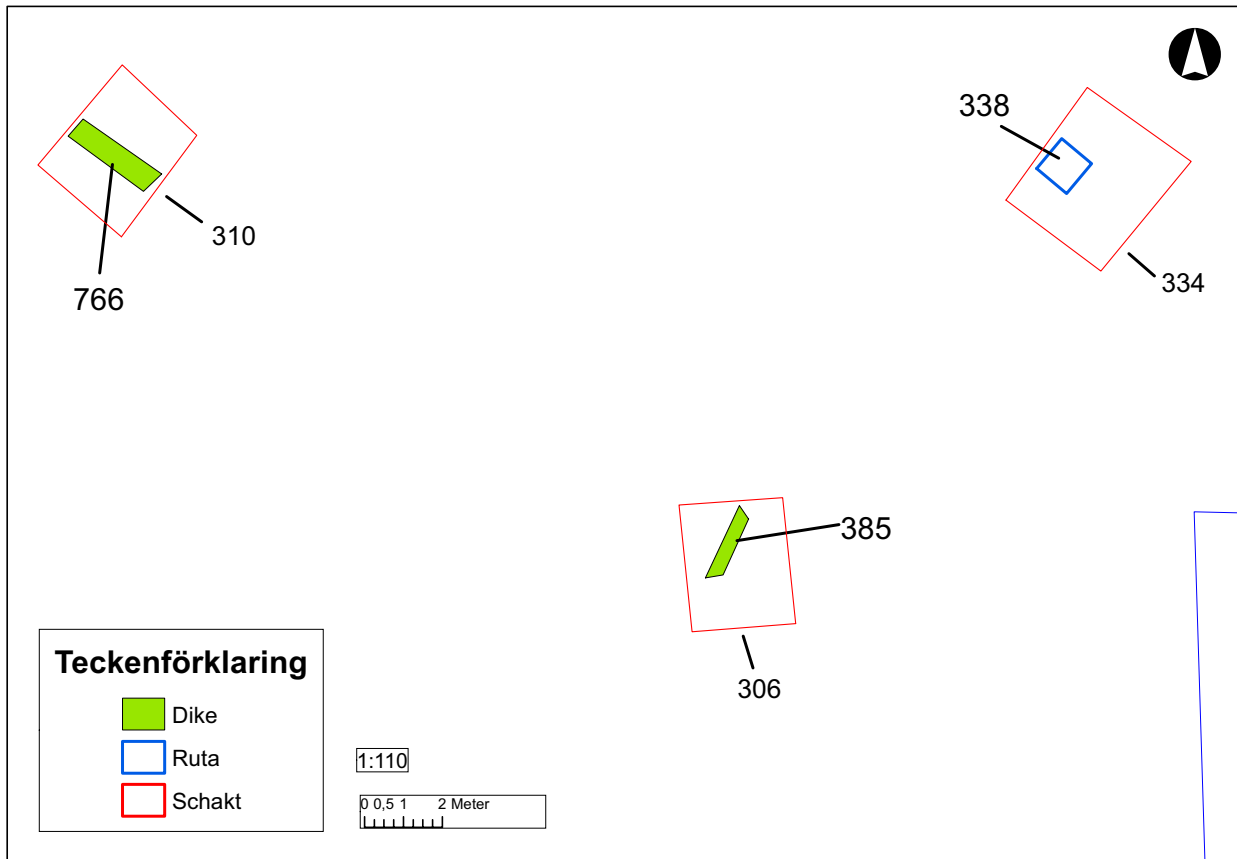 338
310
334
766
385
306
Teckenförklaring
Dike
Ruta
Schakt
1:110
0 0,5 1 2 Meter